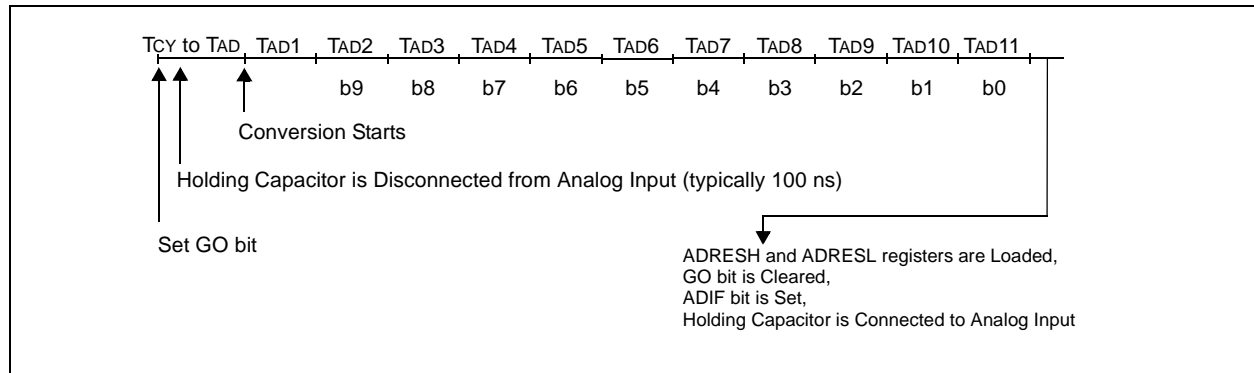 TCY to TAD TAD1 TAD2 TAD3 TAD4 TAD5 TAD6 TAD7 TAD8 TAD9 TAD10 TAD11
b9 b8 b7 b6 b5 b4 b3 b2 b1 b0
Conversion Starts
Holding Capacitor is Disconnected from Analog Input (typically 100 ns)
Set GO bit
ADRESH and ADRESL registers are Loaded,
GO bit is Cleared,
ADIF bit is Set,
Holding Capacitor is Connected to Analog Input